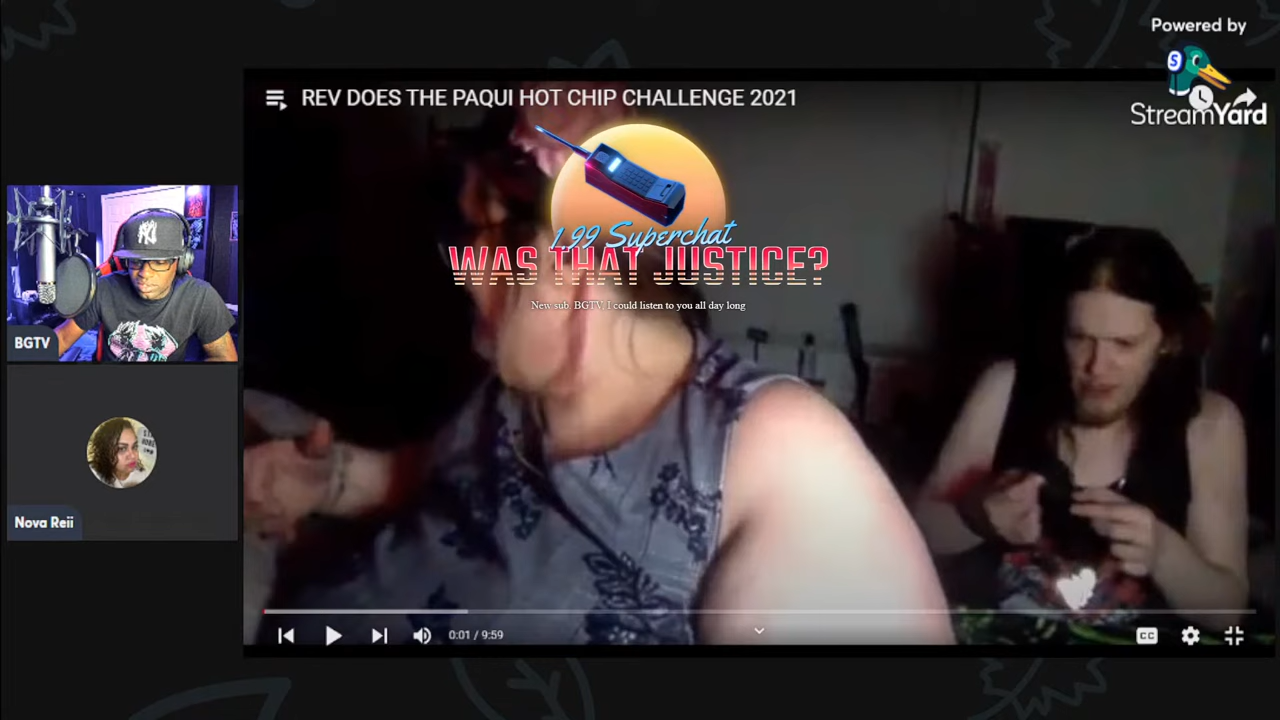 Powered by
S
StreamYard
REV DOES THE PAQUI HOT CHIP CHALLENGE 2021
1.99 Superchat
WAS THAT JUSTICE?
New sub. BGTV, I could listen to you all day long
NY
BGTV
Nova Reii
0:01 / 9:59
CC